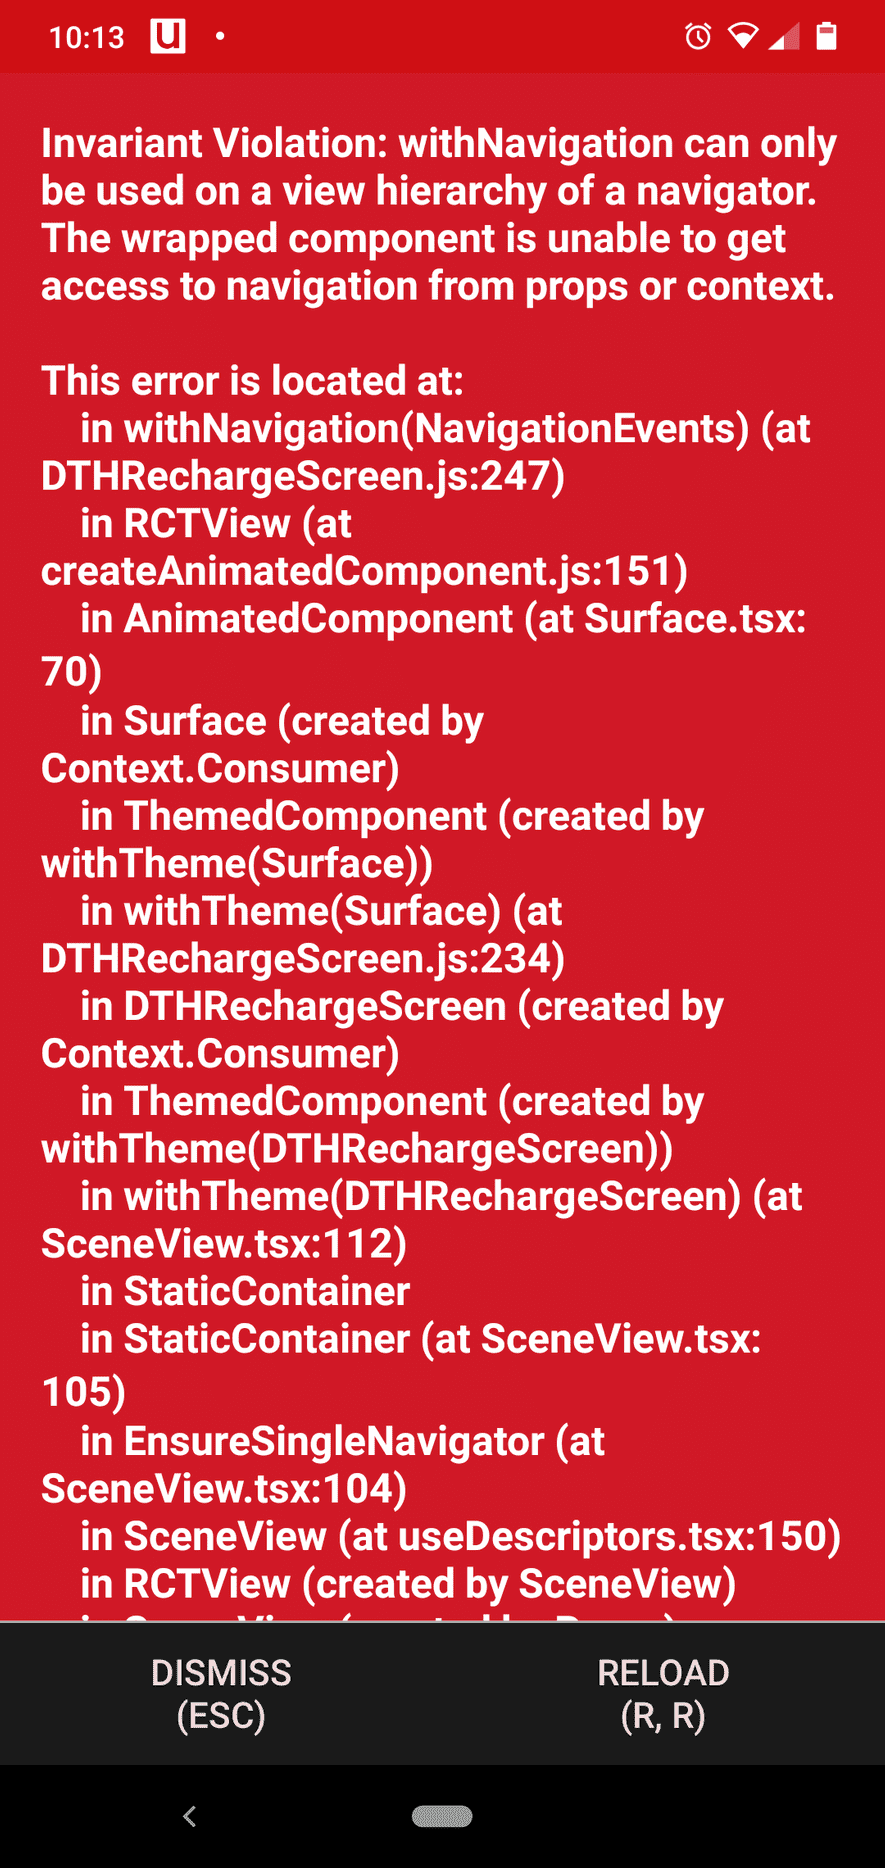 10:13
u
Invariant Violation: withNavigation can only
be used on a view hierarchy of a navigator.
The wrapped component is unable to get
access to navigation from props or context.
This error is located at:
in withNavigation(NavigationEvents) (at
DTHRechargeScreen.js:247)
in RCTView (at
createAnimatedComponent.js:151)
in AnimatedComponent (at Surface.tsx:
70)
in Surface (created by
Context.Consumer)
in ThemedComponent (created by
withTheme(Surface))
in withTheme(Surface) (at
DTHRechargeScreen.js:234)
in DTHRechargeScreen (created by
Context.Consumer)
in ThemedComponent (created by
withTheme(DTHRechargeScreen))
in withTheme(DTHRechargeScreen) (at
SceneView.tsx:112)
in StaticContainer
in StaticContainer (at SceneView.tsx:
105)
in EnsureSingleNavigator (at
SceneView.tsx:104)
in SceneView (at useDescriptors.tsx:150)
in RCTView (created by SceneView)
DISMISS
(ESC)
RELOAD
(R, R)